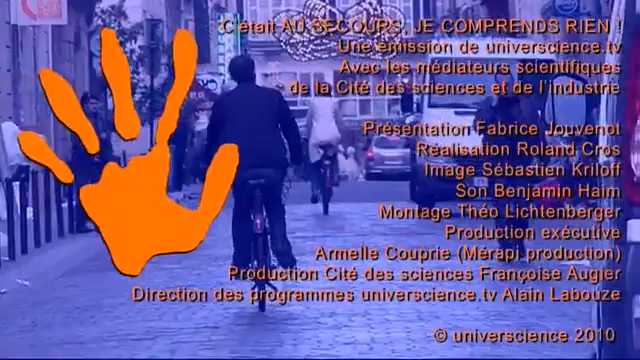 C'était AU SECOURS, JE COMPRENDS RIEN !
Une émission de universcience.tv
Avec les médiateurs scientifiques
de la Cité des sciences et de l'industrie
Présentation Fabrice Jouvenot
Réalisation Roland Cros
Image Sébastien Kriloff
Son Benjamin Haim
Montage Théo Lichtenberger
Production exécutive
Armelle Couprie (Mérapi production)
Production Cité des sciences Françoise Augier
Direction des programmes universcience.tv Alain Labouze
© universcience 2010